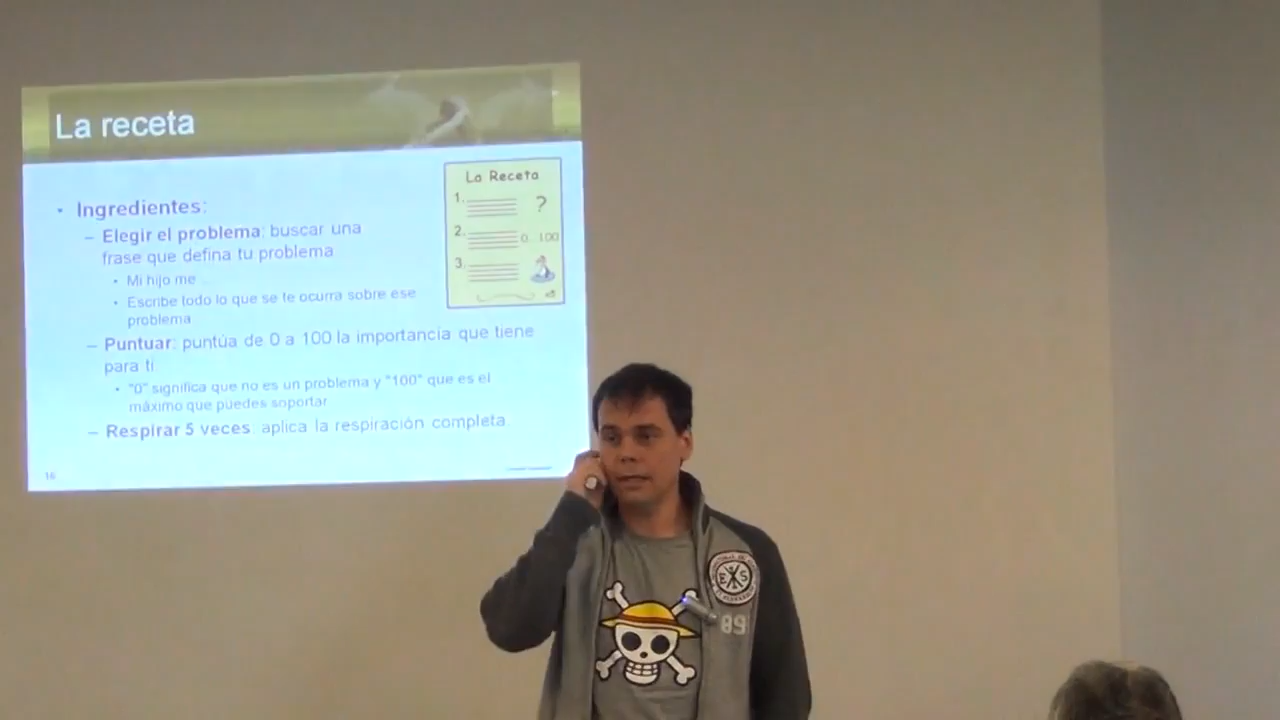 La receta
• Ingredientes:
– Elegir el problema: buscar una
frase que defina tu problema
• Mi hijo me ...
• Escribe todo lo que se te ocurra sobre ese
problema
– Puntuar: puntúa de 0 a 100 la importancia que tiene
para ti.
• "0" significa que no es un problema y "100" que es el
máximo que puedes soportar
– Respirar 5 veces: aplica la respiración completa.
16
La Receta
1. ?
2. 0..100
3.
E S
89